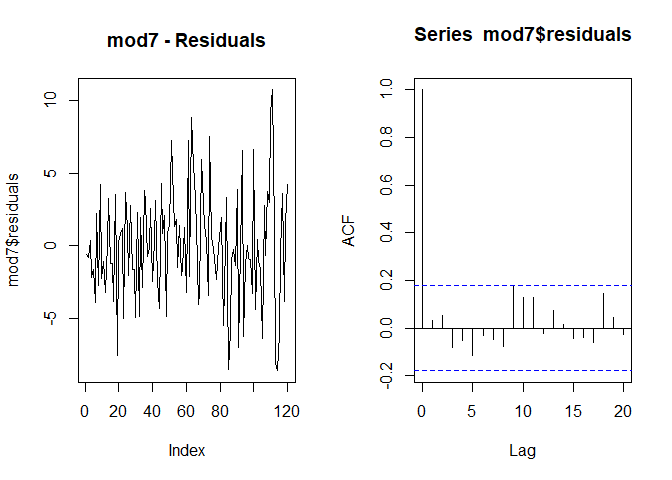 mod7 - Residuals
mod7$residuals
10
5
0
-5
0 20 40 60 80 120
Index
Series mod7$residuals
ACF
1.0
0.8
0.6
0.4
0.2
0.0
-0.2
0 5 10 15 20
Lag